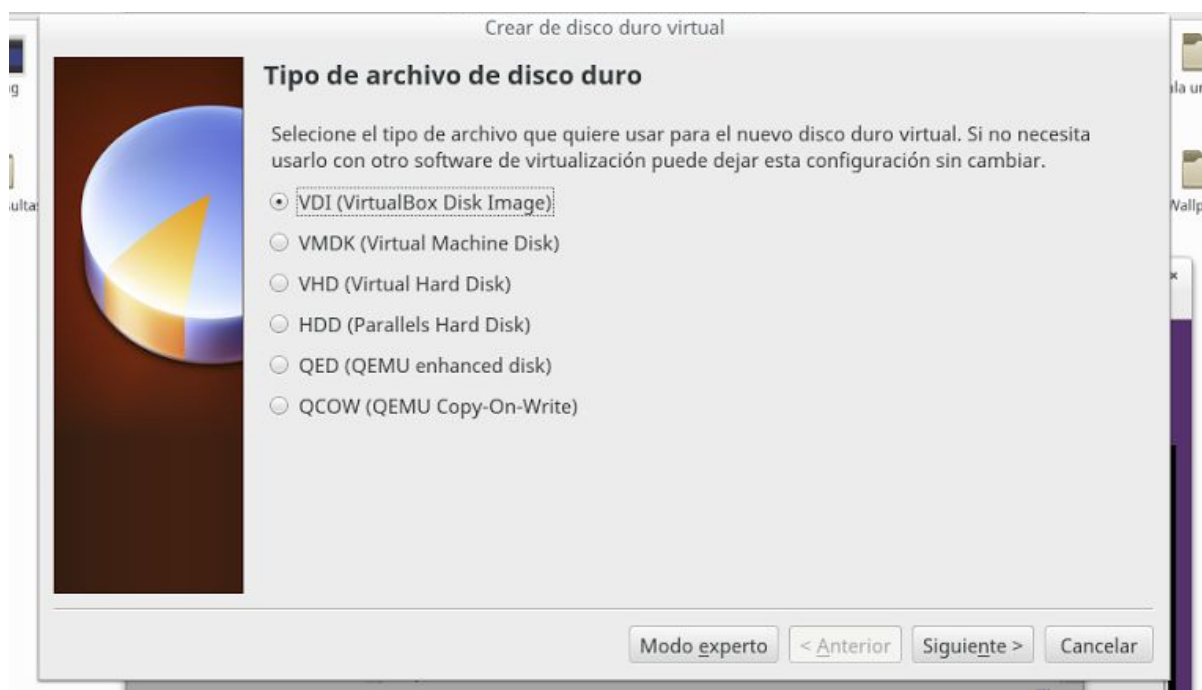 Crear de disco duro virtual
Tipo de archivo de disco duro
Selecione el tipo de archivo que quiere usar para el nuevo disco duro virtual. Si no necesita
usarlo con otro software de virtualización puede dejar esta configuración sin cambiar.
VDI (VirtualBox Disk Image)
VMDK (Virtual Machine Disk)
VHD (Virtual Hard Disk)
HDD (Parallels Hard Disk)
QED (QEMU enhanced disk)
QCOW (QEMU Copy-On-Write)
Modo experto
< Anterior
Siguiente >
Cancelar